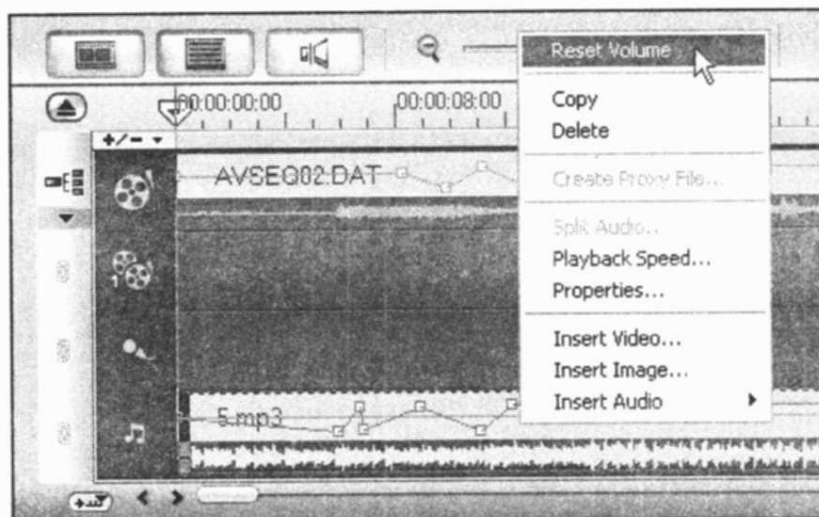 Reset Volume
00:00:00:00
00:00:08:00
Copy
Delete
+/-
AVSEQ02.DAT
Create Proxy File...
Split Audio...
Playback Speed...
1
Properties...
Insert Video...
Insert Image...
5.mp3
Insert Audio